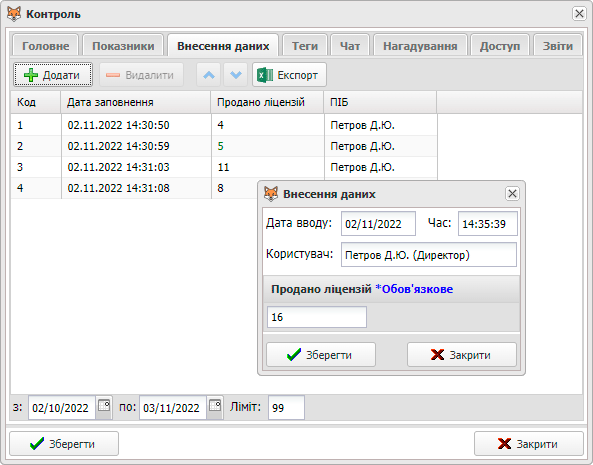 Контроль
Головне Показники Внесення даних Теги Чат Нагадування Доступ Звіти
Додати Видалити Експорт
Код Дата заповнення Продано ліцензій ПІБ
1 02.11.2022 14:30:50 4 Петров Д.Ю.
2 02.11.2022 14:30:59 5 Петров Д.Ю.
3 02.11.2022 14:31:03 11 Петров Д.Ю.
4 02.11.2022 14:31:08 8
Внесення даних
Дата вводу: 02/11/2022 Час: 14:35:39
Користувач: Петров Д.Ю. (Директор)
Продано ліцензій *Обов'язкове
16
Зберегти Закрити
з: 02/10/2022 по: 03/11/2022 Ліміт: 99
Зберегти Закрити